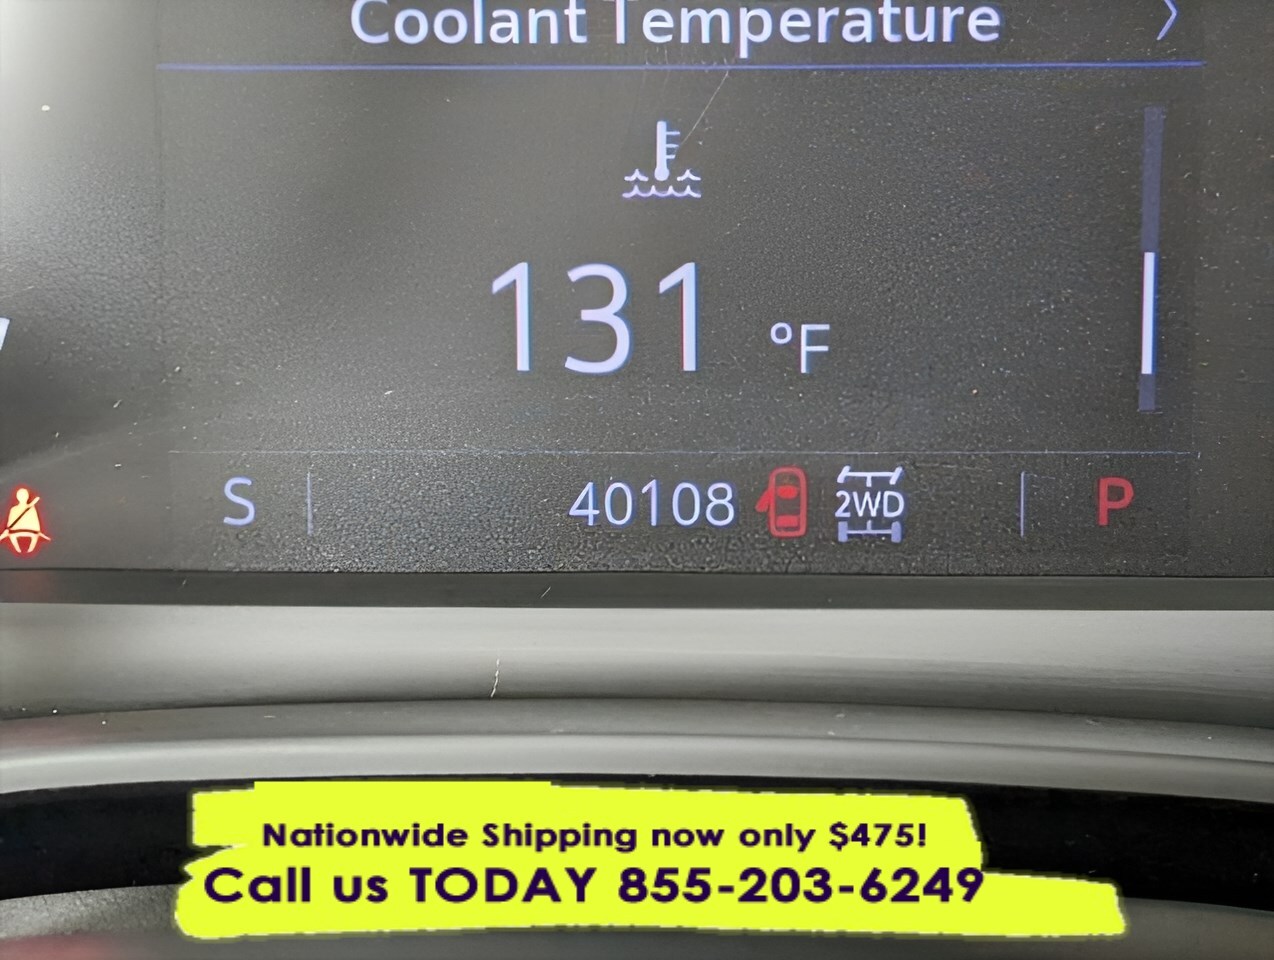 Coolant Temperature
131 °F
S 40108 2WD P
Nationwide Shipping now only $475!
Call us TODAY 855-203-6249